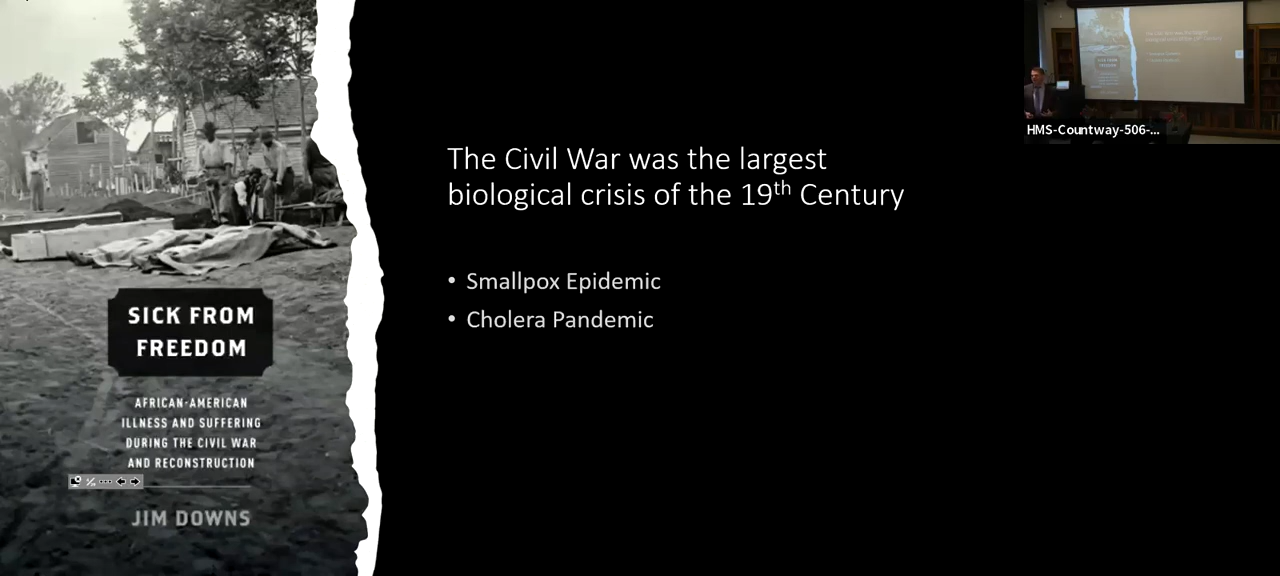 The Civil War was the largest
biological crisis of the 19th Century
• Smallpox Epidemic
• Cholera Pandemic
SICK FROM
FREEDOM
AFRICAN-AMERICAN
ILLNESS AND SUFFERING
DURING THE CIVIL WAR
AND RECONSTRUCTION
JIM DOWNS
HMS-Countway-506-...